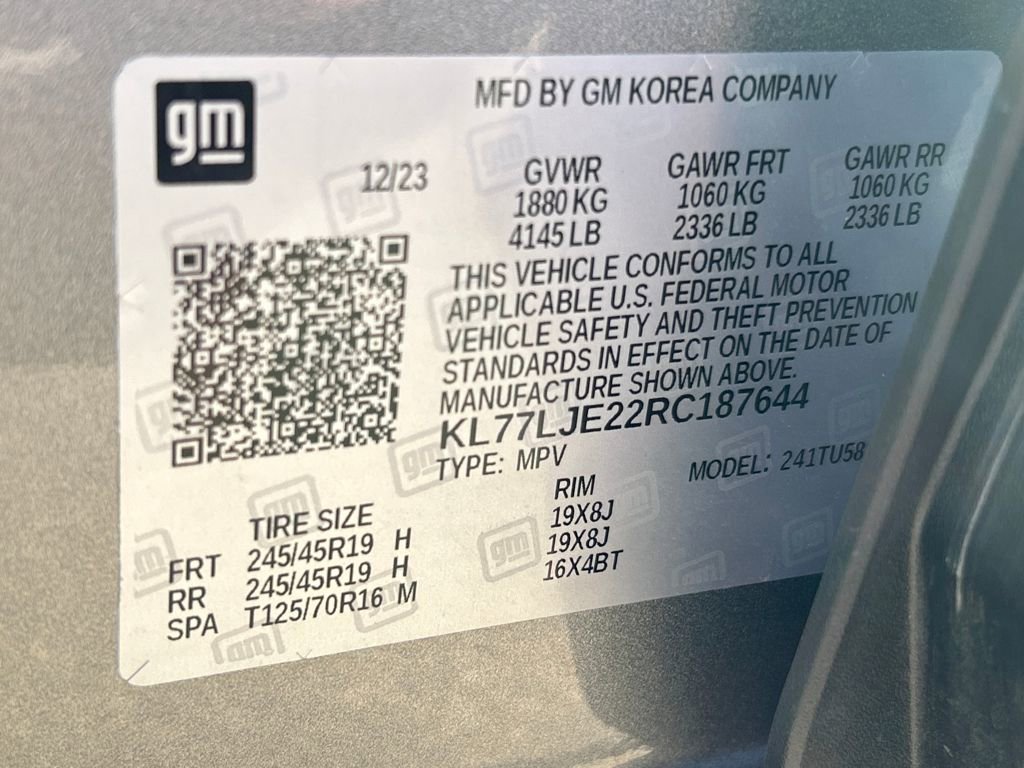 gm
MFD BY GM KOREA COMPANY
12/23
GVWR GAWR FRT GAWR RR
1880 KG 1060 KG 1060 KG
4145 LB 2336 LB 2336 LB
THIS VEHICLE CONFORMS TO ALL
APPLICABLE U.S. FEDERAL MOTOR
VEHICLE SAFETY AND THEFT PREVENTION
STANDARDS IN EFFECT ON THE DATE OF
MANUFACTURE SHOWN ABOVE.
KL77LJE22RC187644
TYPE: MPV MODEL: 241TU58
TIRE SIZE RIM
FRT 245/45R19 H 19X8J
RR 245/45R19 H 19X8J
SPA T125/70R16 M 16X4BT